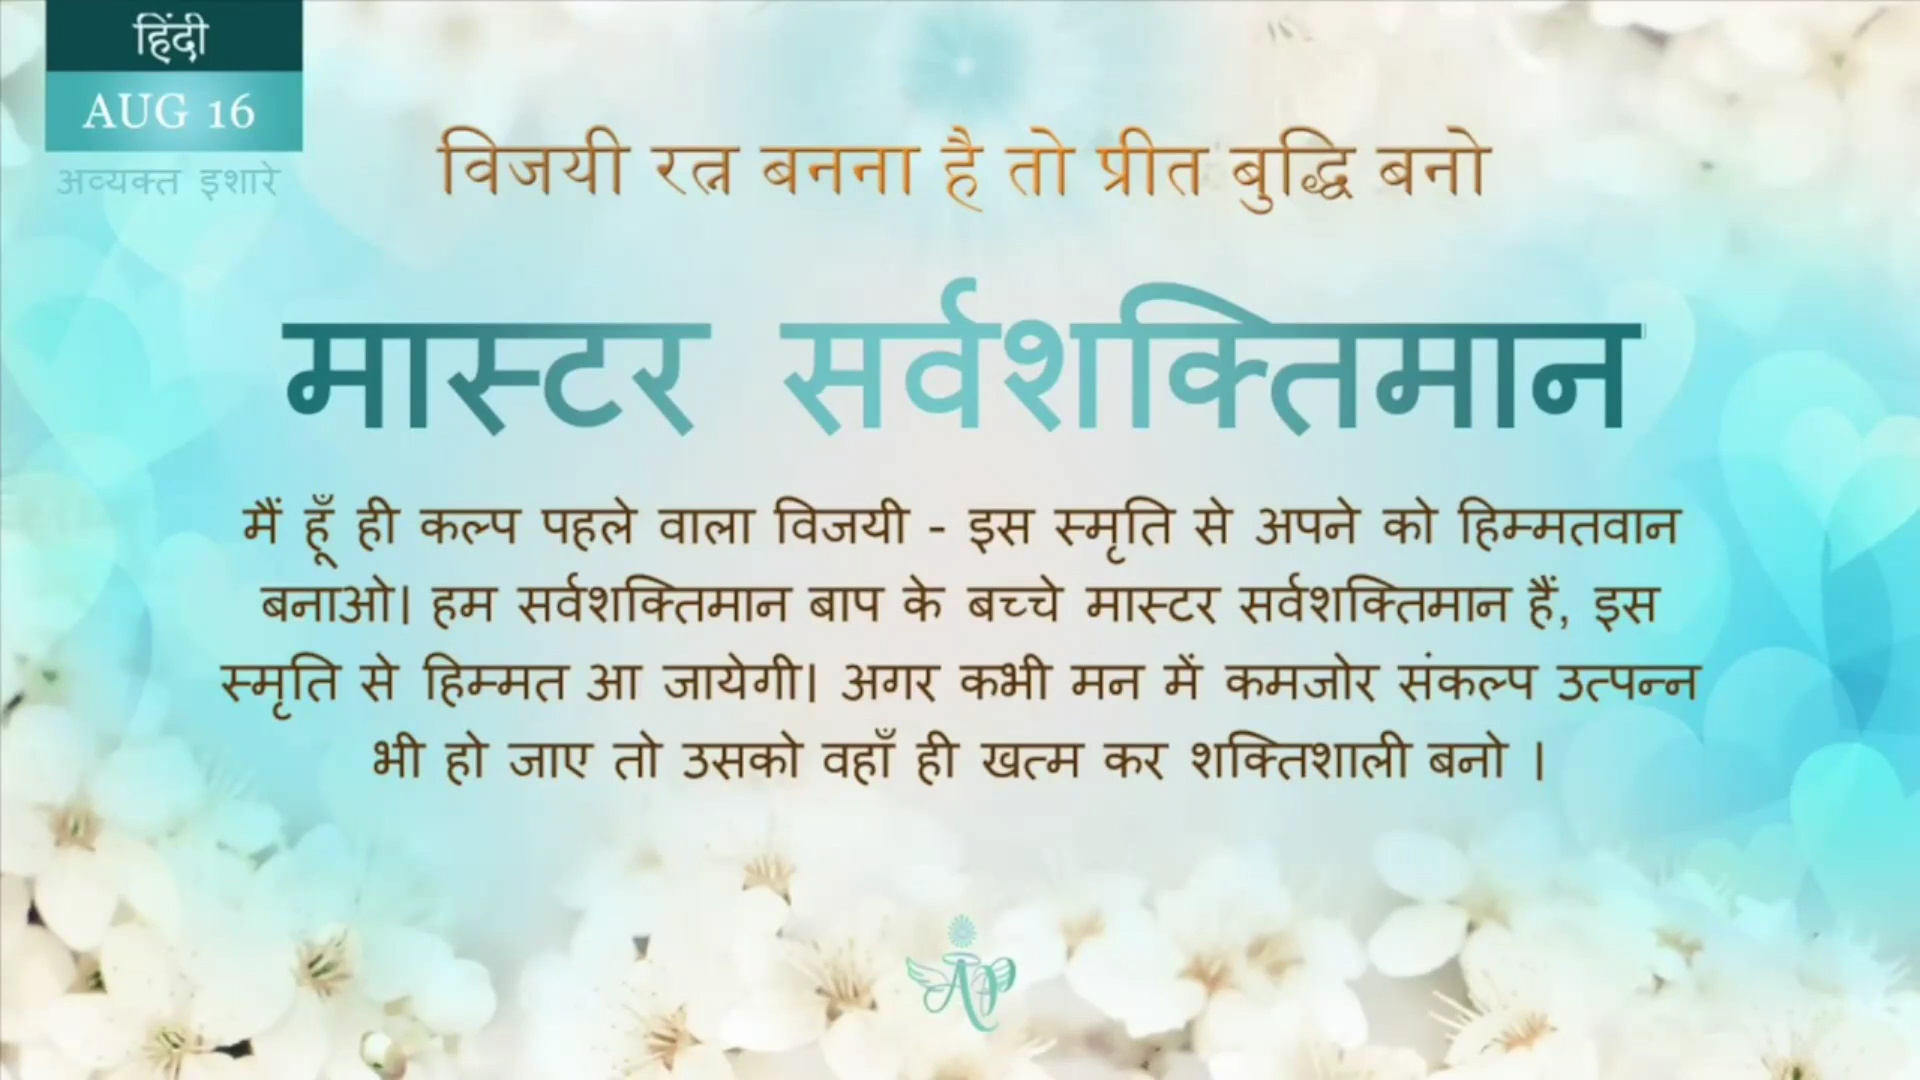 हिंदी
AUG 16
अव्यक्त इशारे
विजयी रत्न बनना है तो प्रीत बुद्धि बनो
मास्टर सर्वशक्तिमान
मैं हूँ ही कल्प पहले वाला विजयी - इस स्मृति से अपने को हिम्मतवान
बनाओ। हम सर्वशक्तिमान बाप के बच्चे मास्टर सर्वशक्तिमान हैं, इस
स्मृति से हिम्मत आ जायेगी। अगर कभी मन में कमजोर संकल्प उत्पन्न
भी हो जाए तो उसको वहाँ ही खत्म कर शक्तिशाली बनो ।
AP